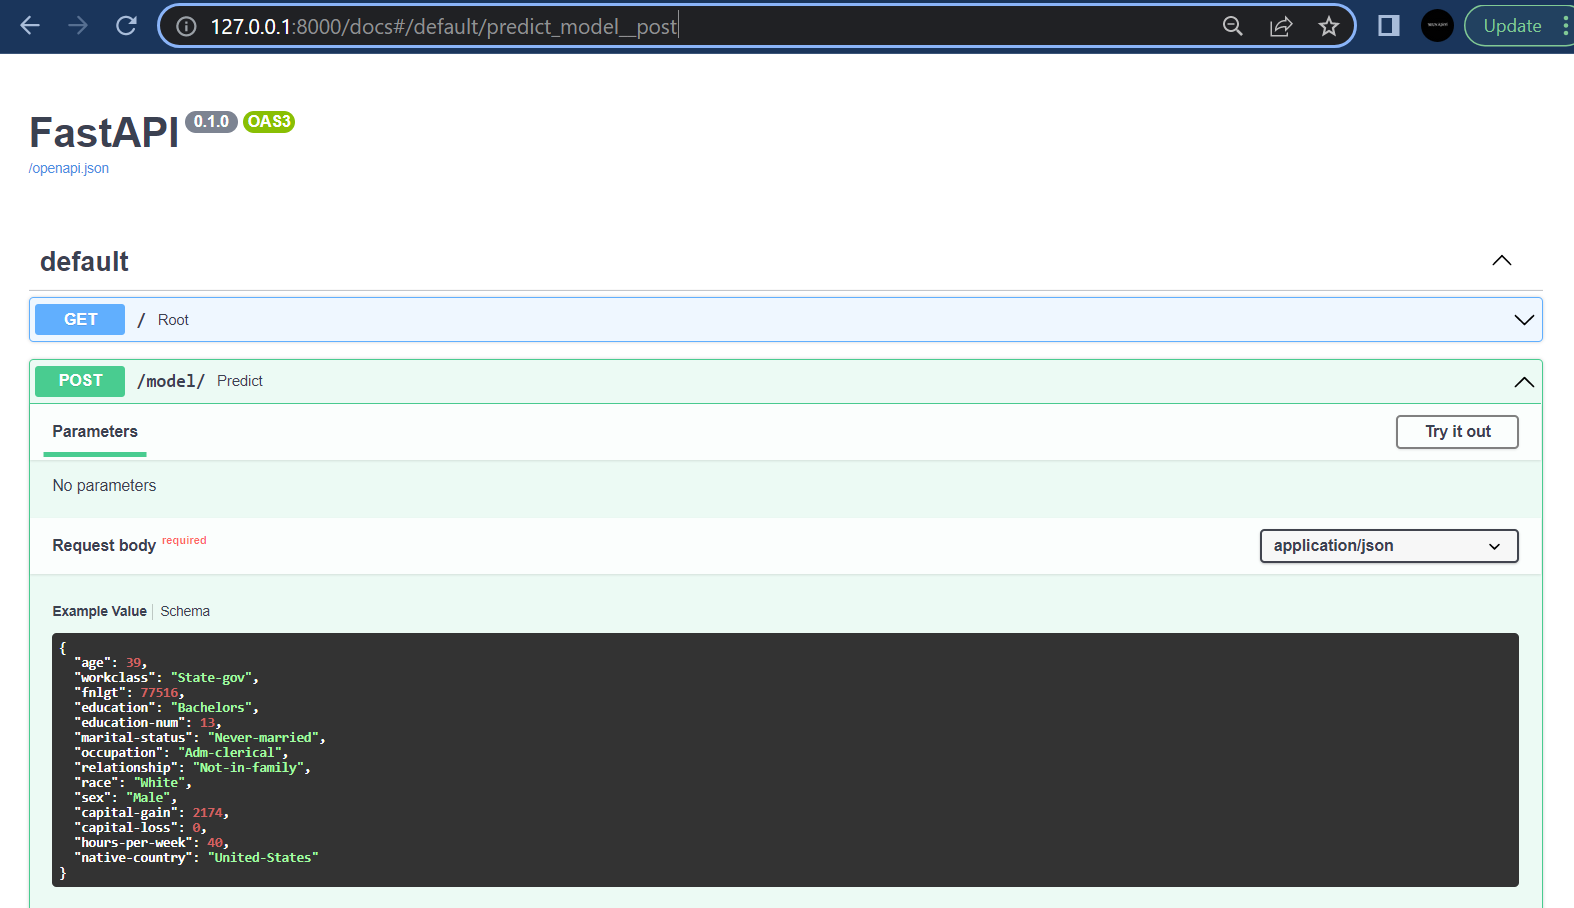 127.0.0.1:8000/docs#/default/predict_model__post
Update
FastAPI 0.1.0 OAS3
/openapi.json
default
GET / Root
POST /model/ Predict
Parameters
Try it out
No parameters
Request body required
application/json
Example Value Schema
{
"age": 39,
"workclass": "State-gov",
"fnlgt": 77516,
"education": "Bachelors",
"education-num": 13,
"marital-status": "Never-married",
"occupation": "Adm-clerical",
"relationship": "Not-in-family",
"race": "White",
"sex": "Male",
"capital-gain": 2174,
"capital-loss": 0,
"hours-per-week": 40,
"native-country": "United-States"
}